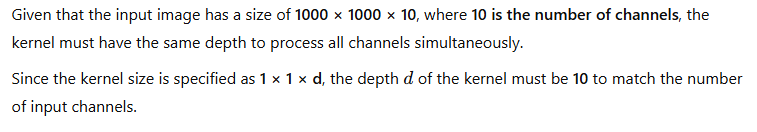 Given that the input image has a size of 1000 × 1000 × 10, where 10 is the number of channels, the
kernel must have the same depth to process all channels simultaneously.
Since the kernel size is specified as 1 × 1 × d, the depth d of the kernel must be 10 to match the number
of input channels.